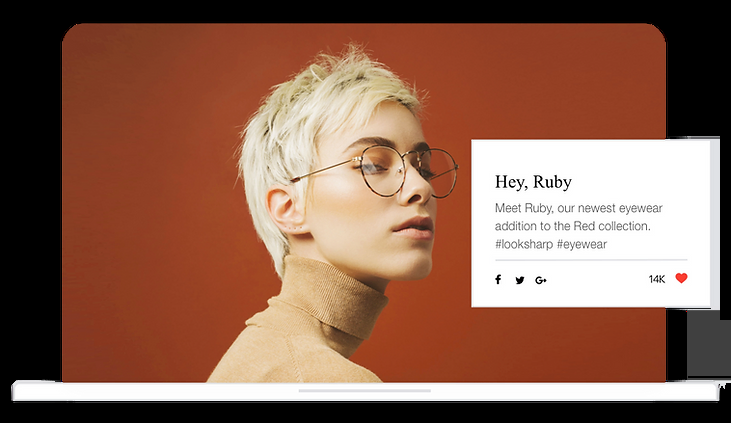 Hey, Ruby
Meet Ruby, our newest eyewear
addition to the Red collection.
#looksharp #eyewear
14K